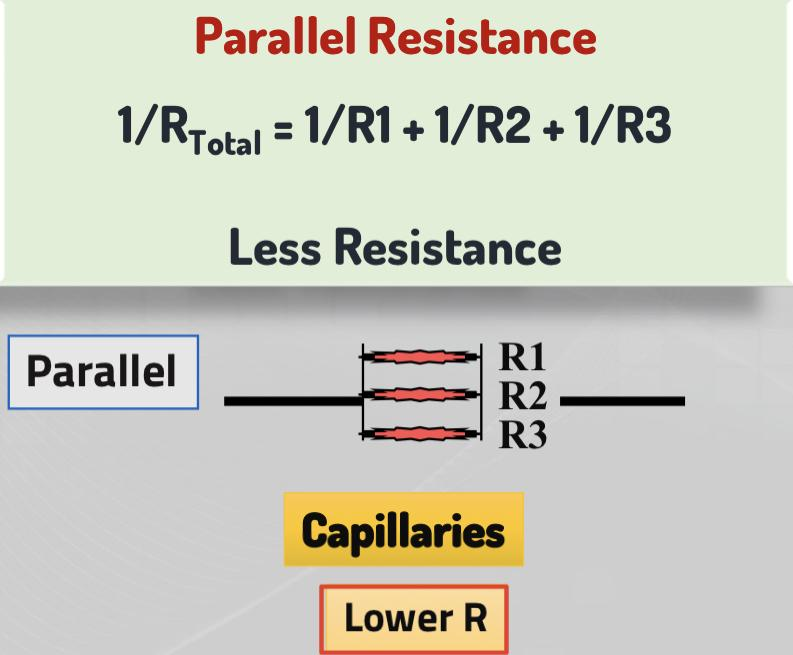 Parallel Resistance
1/RTotal = 1/R1 + 1/R2 + 1/R3
Less Resistance
Parallel
R1
R2
R3
Capillaries
Lower R